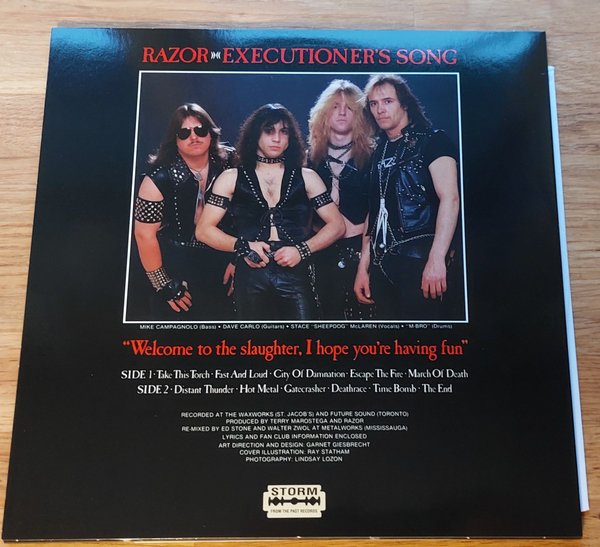 RAZOR EXECUTIONER'S SONG
MIKE CAMPAGNOLO (Bass) · DAVE CARLO (Guitars) · STACE "SHEEPDOG" McLAREN (Vocals) · "M-BRO" (Drums)
"Welcome to the slaughter, I hope you're having fun"
SIDE 1 · Take This Torch · Fast And Loud · City Of Damnation · Escape The Fire · March Of Death
SIDE 2 · Distant Thunder · Hot Metal · Gatecrasher · Deathrace · Time Bomb · The End
RECORDED AT THE WAXWORKS (ST. JACOB'S) AND FUTURE SOUND (TORONTO)
PRODUCED BY TERRY MAROSTEGA AND RAZOR
RE-MIXED BY ED STONE AND WALTER ZWOL AT METALWORKS (MISSISSAUGA)
LYRICS AND FAN CLUB INFORMATION ENCLOSED
ART DIRECTION AND DESIGN: GARNET GIESBRECHT
COVER ILLUSTRATION: RAY STATHAM
PHOTOGRAPHY: LINDSAY LOZON
STORM
FROM THE PAST RECORDS